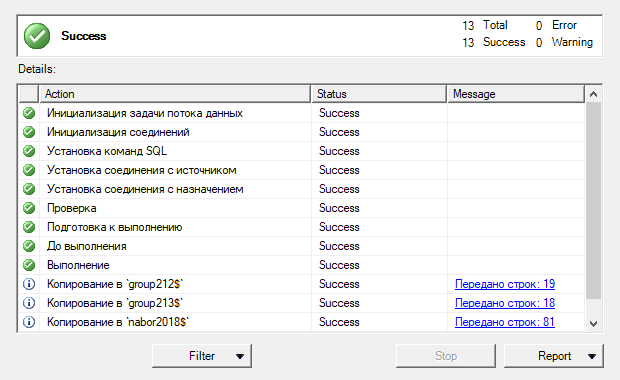 Success
13 Total 0 Error
13 Success 0 Warning
Details:
Action Status Message
Инициализация задачи потока данных Success
Инициализация соединений Success
Установка команд SQL Success
Установка соединения с источником Success
Установка соединения с назначением Success
Проверка Success
Подготовка к выполнению Success
До выполнения Success
Выполнение Success
Копирование в `group212$` Success Передано строк: 19
Копирование в `group213$` Success Передано строк: 18
Копирование в `nabor2018$` Success Передано строк: 81
Filter Stop Report